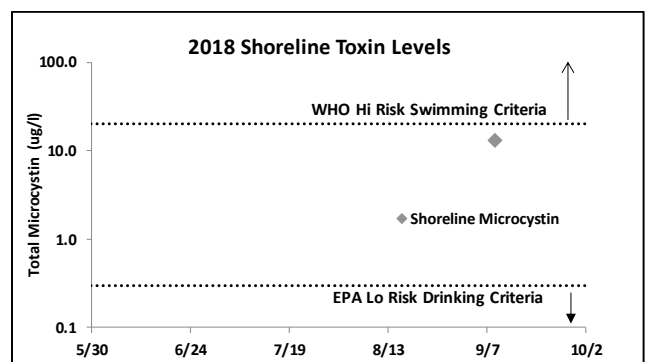 2018 Shoreline Toxin Levels
Total Microcystin (ug/l)
100.0
10.0
1.0
0.1
WHO Hi Risk Swimming Criteria
Shoreline Microcystin
EPA Lo Risk Drinking Criteria
5/30 6/24 7/19 8/13 9/7 10/2